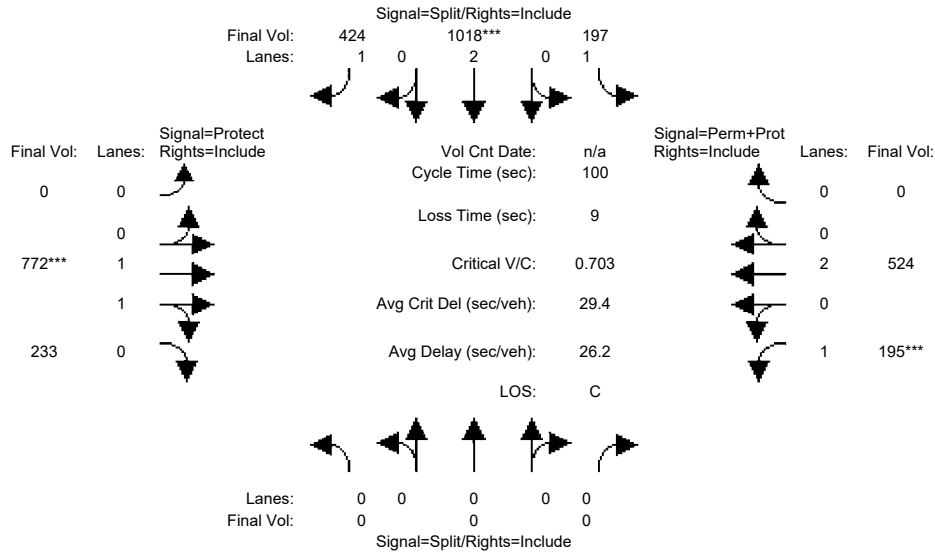 Signal=Split/Rights=Include
Final Vol: 424 1018*** 197
Lanes: 1 0 2 0 1
Signal=Protect Signal=Perm+Prot
Final Vol: Lanes: Rights=Include Vol Cnt Date: n/a Rights=Include Lanes: Final Vol:
Cycle Time (sec): 100
0 0 0 0
Loss Time (sec): 9
0 0
772*** 1 Critical V/C: 0.703 2 524
1 Avg Crit Del (sec/veh): 29.4 0
233 0 Avg Delay (sec/veh): 26.2 1 195***
LOS: C
Lanes: 0 0 0 0 0
Final Vol: 0 0 0
Signal=Split/Rights=Include